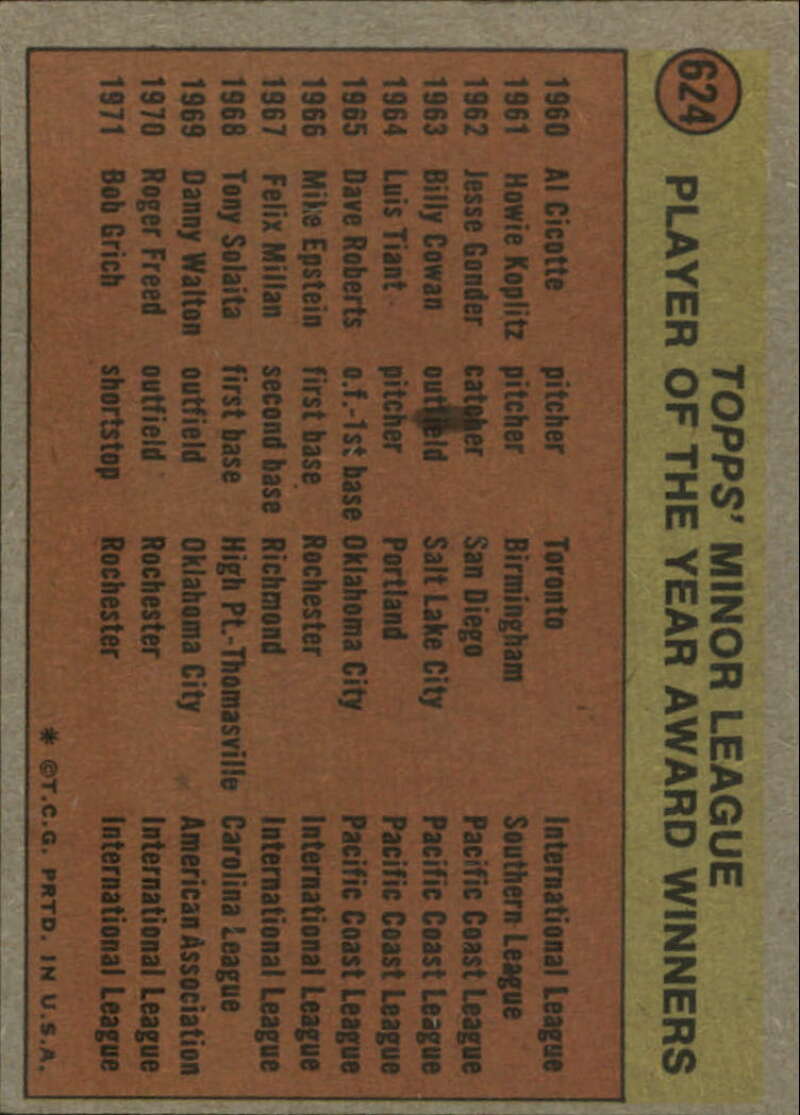 624
TOPPS' MINOR LEAGUE
PLAYER OF THE YEAR AWARD WINNERS
1960 Al Cicotte pitcher Toronto International League
1961 Howie Koplitz pitcher Birmingham Southern League
1962 Jesse Gonder catcher San Diego Pacific Coast League
1963 Billy Cowan outfield Salt Lake City Pacific Coast League
1964 Luis Tiant pitcher Portland Pacific Coast League
1965 Dave Roberts o.f.-1st base Oklahoma City Pacific Coast League
1966 Mike Epstein first base Rochester International League
1967 Felix Millan second base Richmond International League
1968 Tony Solaita first base High Pt.-Thomasville Carolina League
1969 Danny Walton outfield Oklahoma City American Association
1970 Roger Freed outfield Rochester International League
1971 Bob Grich shortstop Rochester International League
* ©T.C.G. PRTD. IN U.S.A.